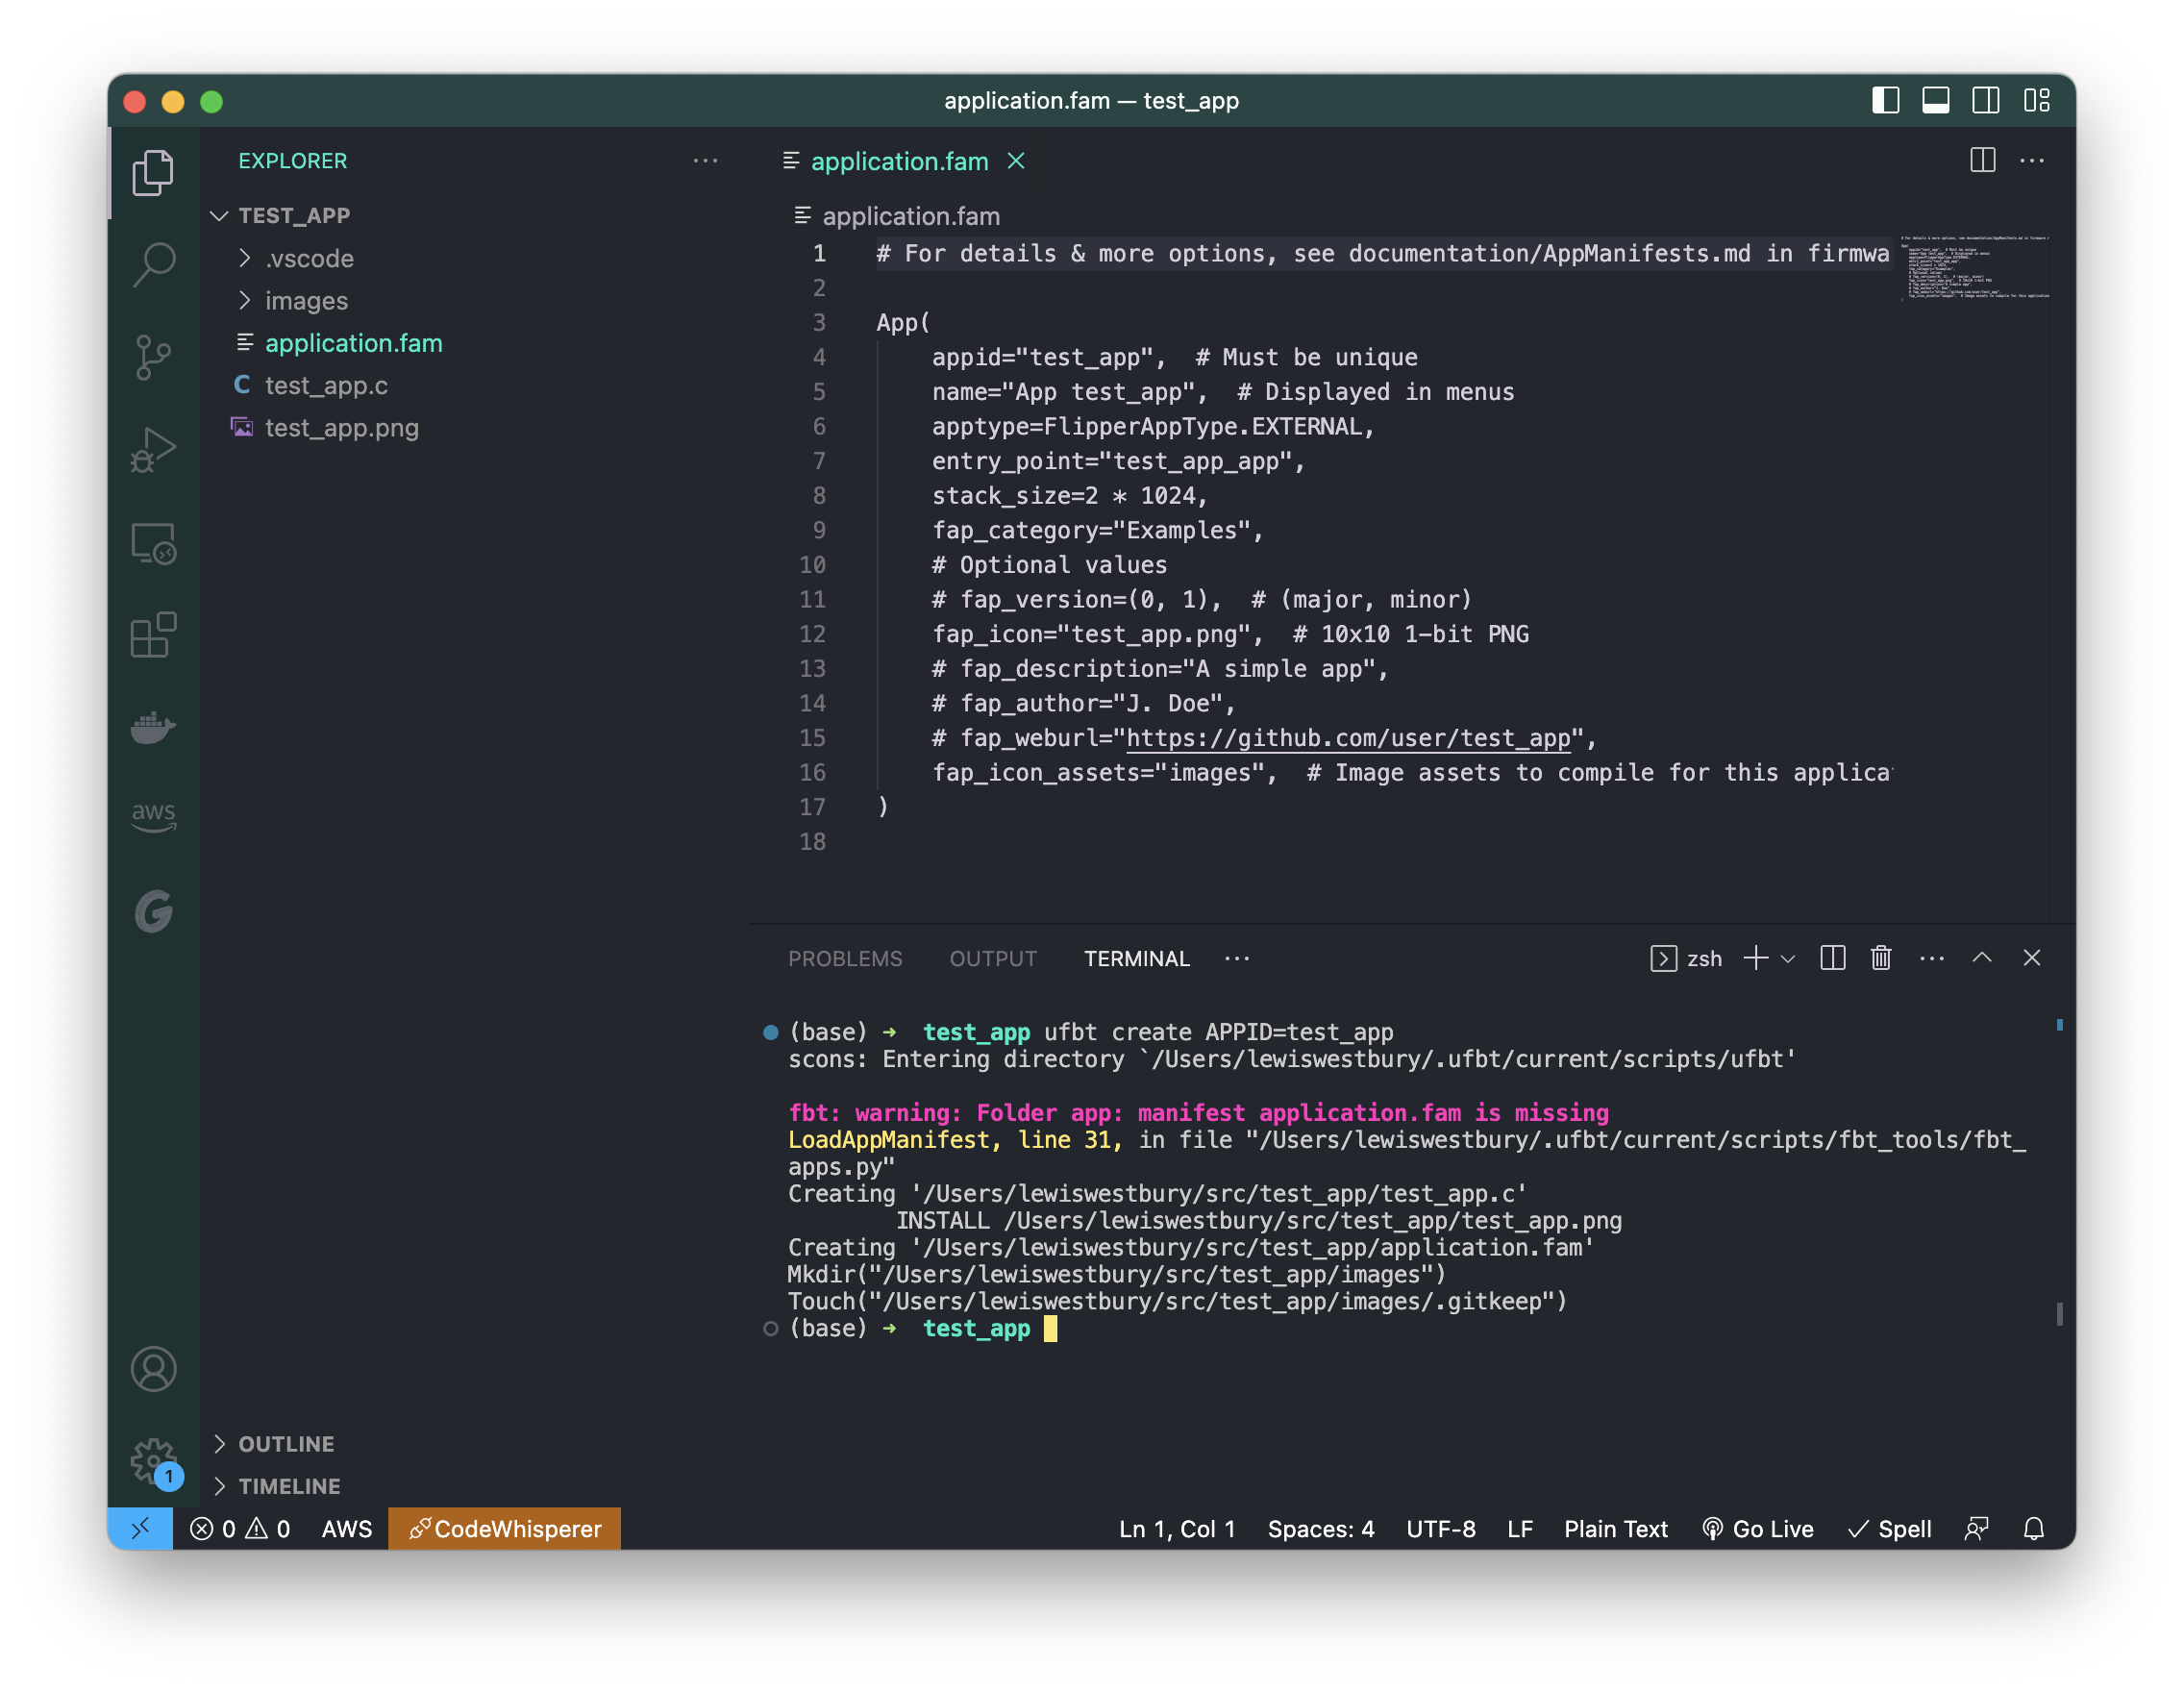 application.fam — test_app
EXPLORER
TEST_APP
.vscode
images
application.fam
C test_app.c
test_app.png
OUTLINE
TIMELINE
aws
1
application.fam
application.fam
1 # For details & more options, see documentation/AppManifests.md in firmwa
2
3 App(
4 appid="test_app",  # Must be unique
5 name="App test_app",  # Displayed in menus
6 apptype=FlipperAppType.EXTERNAL,
7 entry_point="test_app_app",
8 stack_size=2 * 1024,
9 fap_category="Examples",
10 # Optional values
11 # fap_version=(0, 1),  # (major, minor)
12 fap_icon="test_app.png",  # 10x10 1-bit PNG
13 # fap_description="A simple app",
14 # fap_author="J. Doe",
15 # fap_weburl="https://github.com/user/test_app",
16 fap_icon_assets="images",  # Image assets to compile for this applica
17 )
18
PROBLEMS OUTPUT TERMINAL zsh
(base) ➜ test_app ufbt create APPID=test_app
scons: Entering directory `/Users/lewiswestbury/.ufbt/current/scripts/ufbt'
fbt: warning: Folder app: manifest application.fam is missing
LoadAppManifest, line 31, in file "/Users/lewiswestbury/.ufbt/current/scripts/fbt_tools/fbt_
apps.py"
Creating '/Users/lewiswestbury/src/test_app/test_app.c'
INSTALL /Users/lewiswestbury/src/test_app/test_app.png
Creating '/Users/lewiswestbury/src/test_app/application.fam'
Mkdir("/Users/lewiswestbury/src/test_app/images")
Touch("/Users/lewiswestbury/src/test_app/images/.gitkeep")
(base) ➜ test_app
0 0 AWS CodeWhisperer Ln 1, Col 1 Spaces: 4 UTF-8 LF Plain Text Go Live Spell